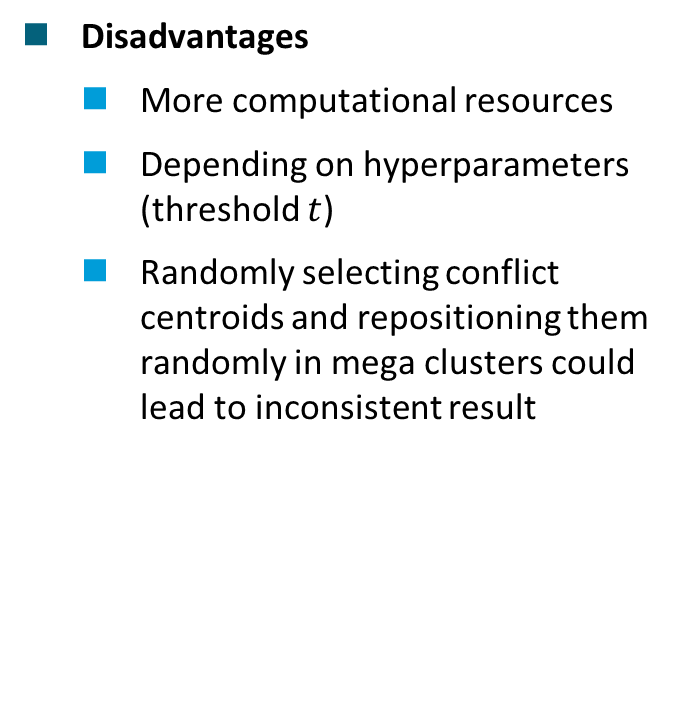 Disadvantages
More computational resources
Depending on hyperparameters
(threshold t)
Randomly selecting conflict
centroids and repositioning them
randomly in mega clusters could
lead to inconsistent result